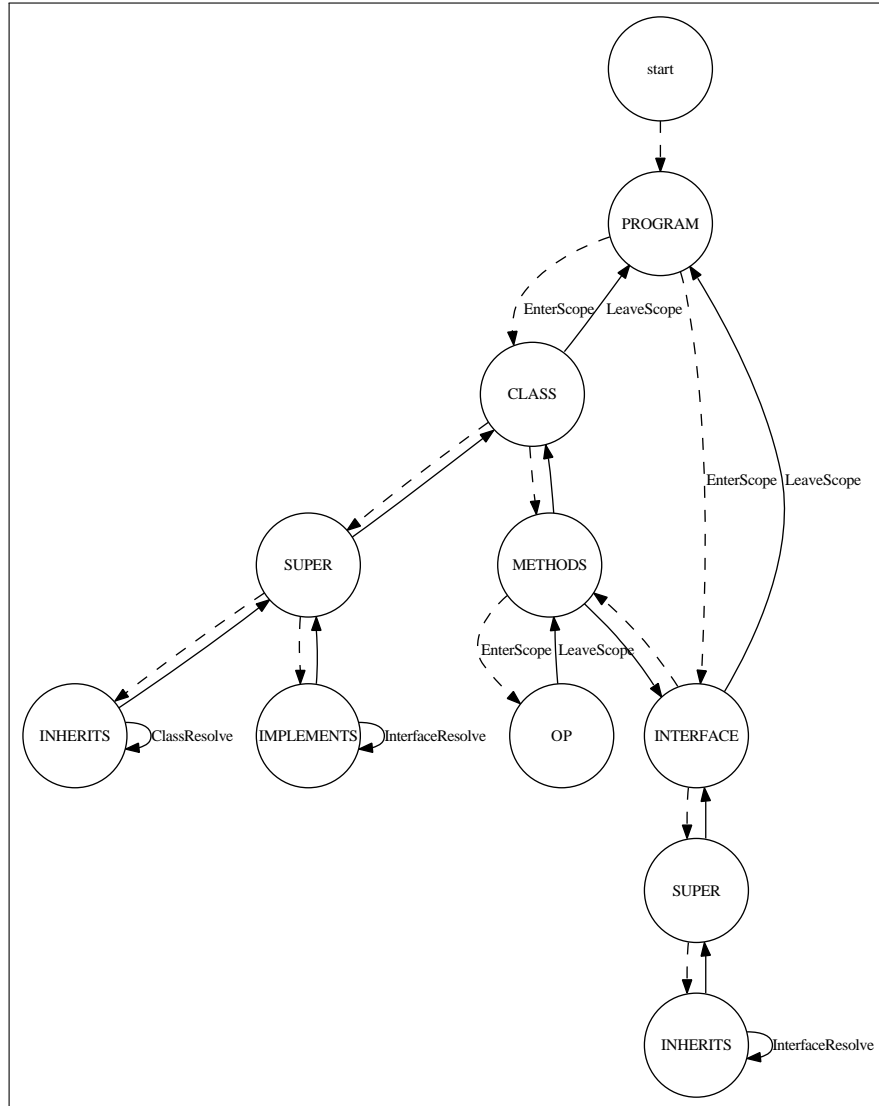 start
PROGRAM
EnterScope LeaveScope
CLASS
EnterScope LeaveScope
SUPER METHODS
EnterScope LeaveScope
INHERITS ClassResolve IMPLEMENTS InterfaceResolve OP INTERFACE
SUPER
INHERITS InterfaceResolve